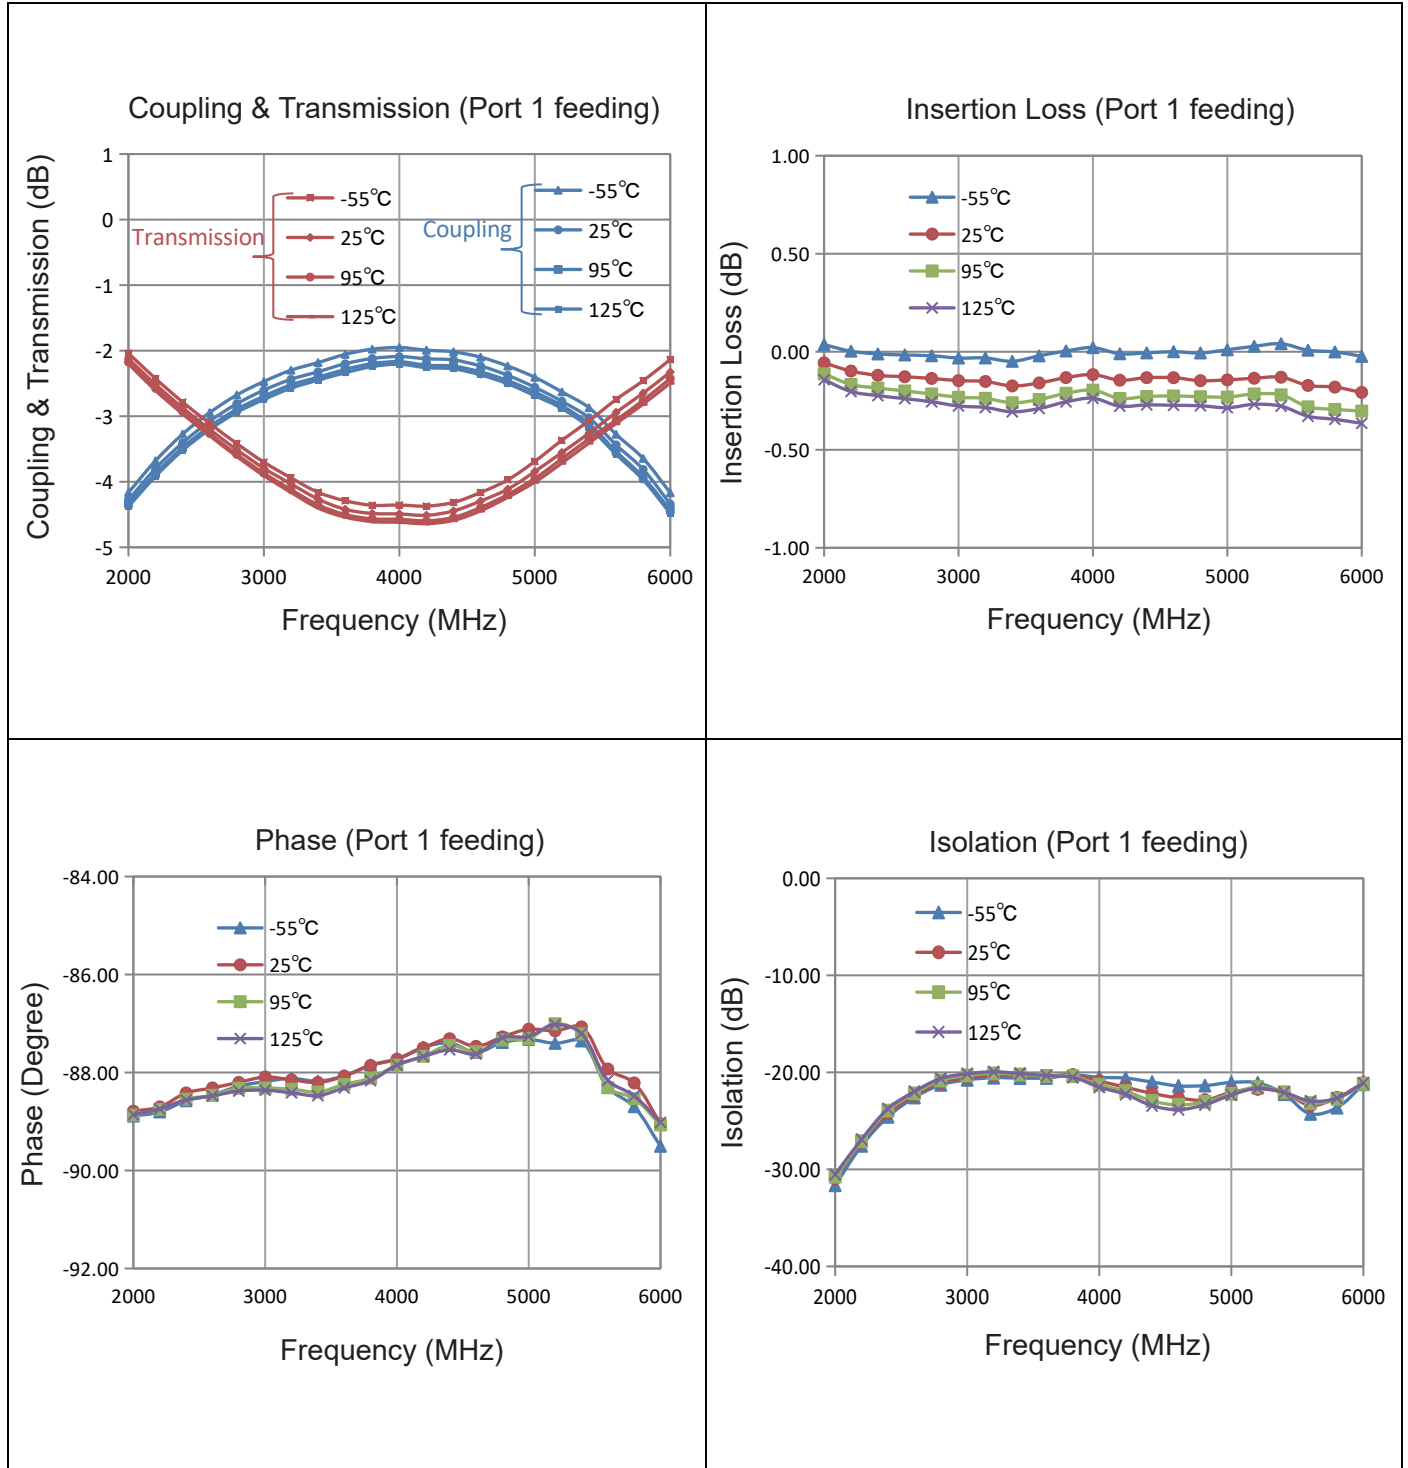 Coupling & Transmission (Port 1 feeding)
Coupling & Transmission (dB)
1
0
-1
-2
-3
-4
-5
Transmission
-55℃
25℃
95℃
125℃
Coupling
-55℃
25℃
95℃
125℃
2000 3000 4000 5000 6000
Frequency (MHz)
Insertion Loss (Port 1 feeding)
Insertion Loss (dB)
1.00
0.50
0.00
-0.50
-1.00
-55℃
25℃
95℃
125℃
2000 3000 4000 5000 6000
Frequency (MHz)
Phase (Port 1 feeding)
Phase (Degree)
-84.00
-86.00
-88.00
-90.00
-92.00
-55℃
25℃
95℃
125℃
2000 3000 4000 5000 6000
Frequency (MHz)
Isolation (Port 1 feeding)
Isolation (dB)
0.00
-10.00
-20.00
-30.00
-40.00
-55℃
25℃
95℃
125℃
2000 3000 4000 5000 6000
Frequency (MHz)